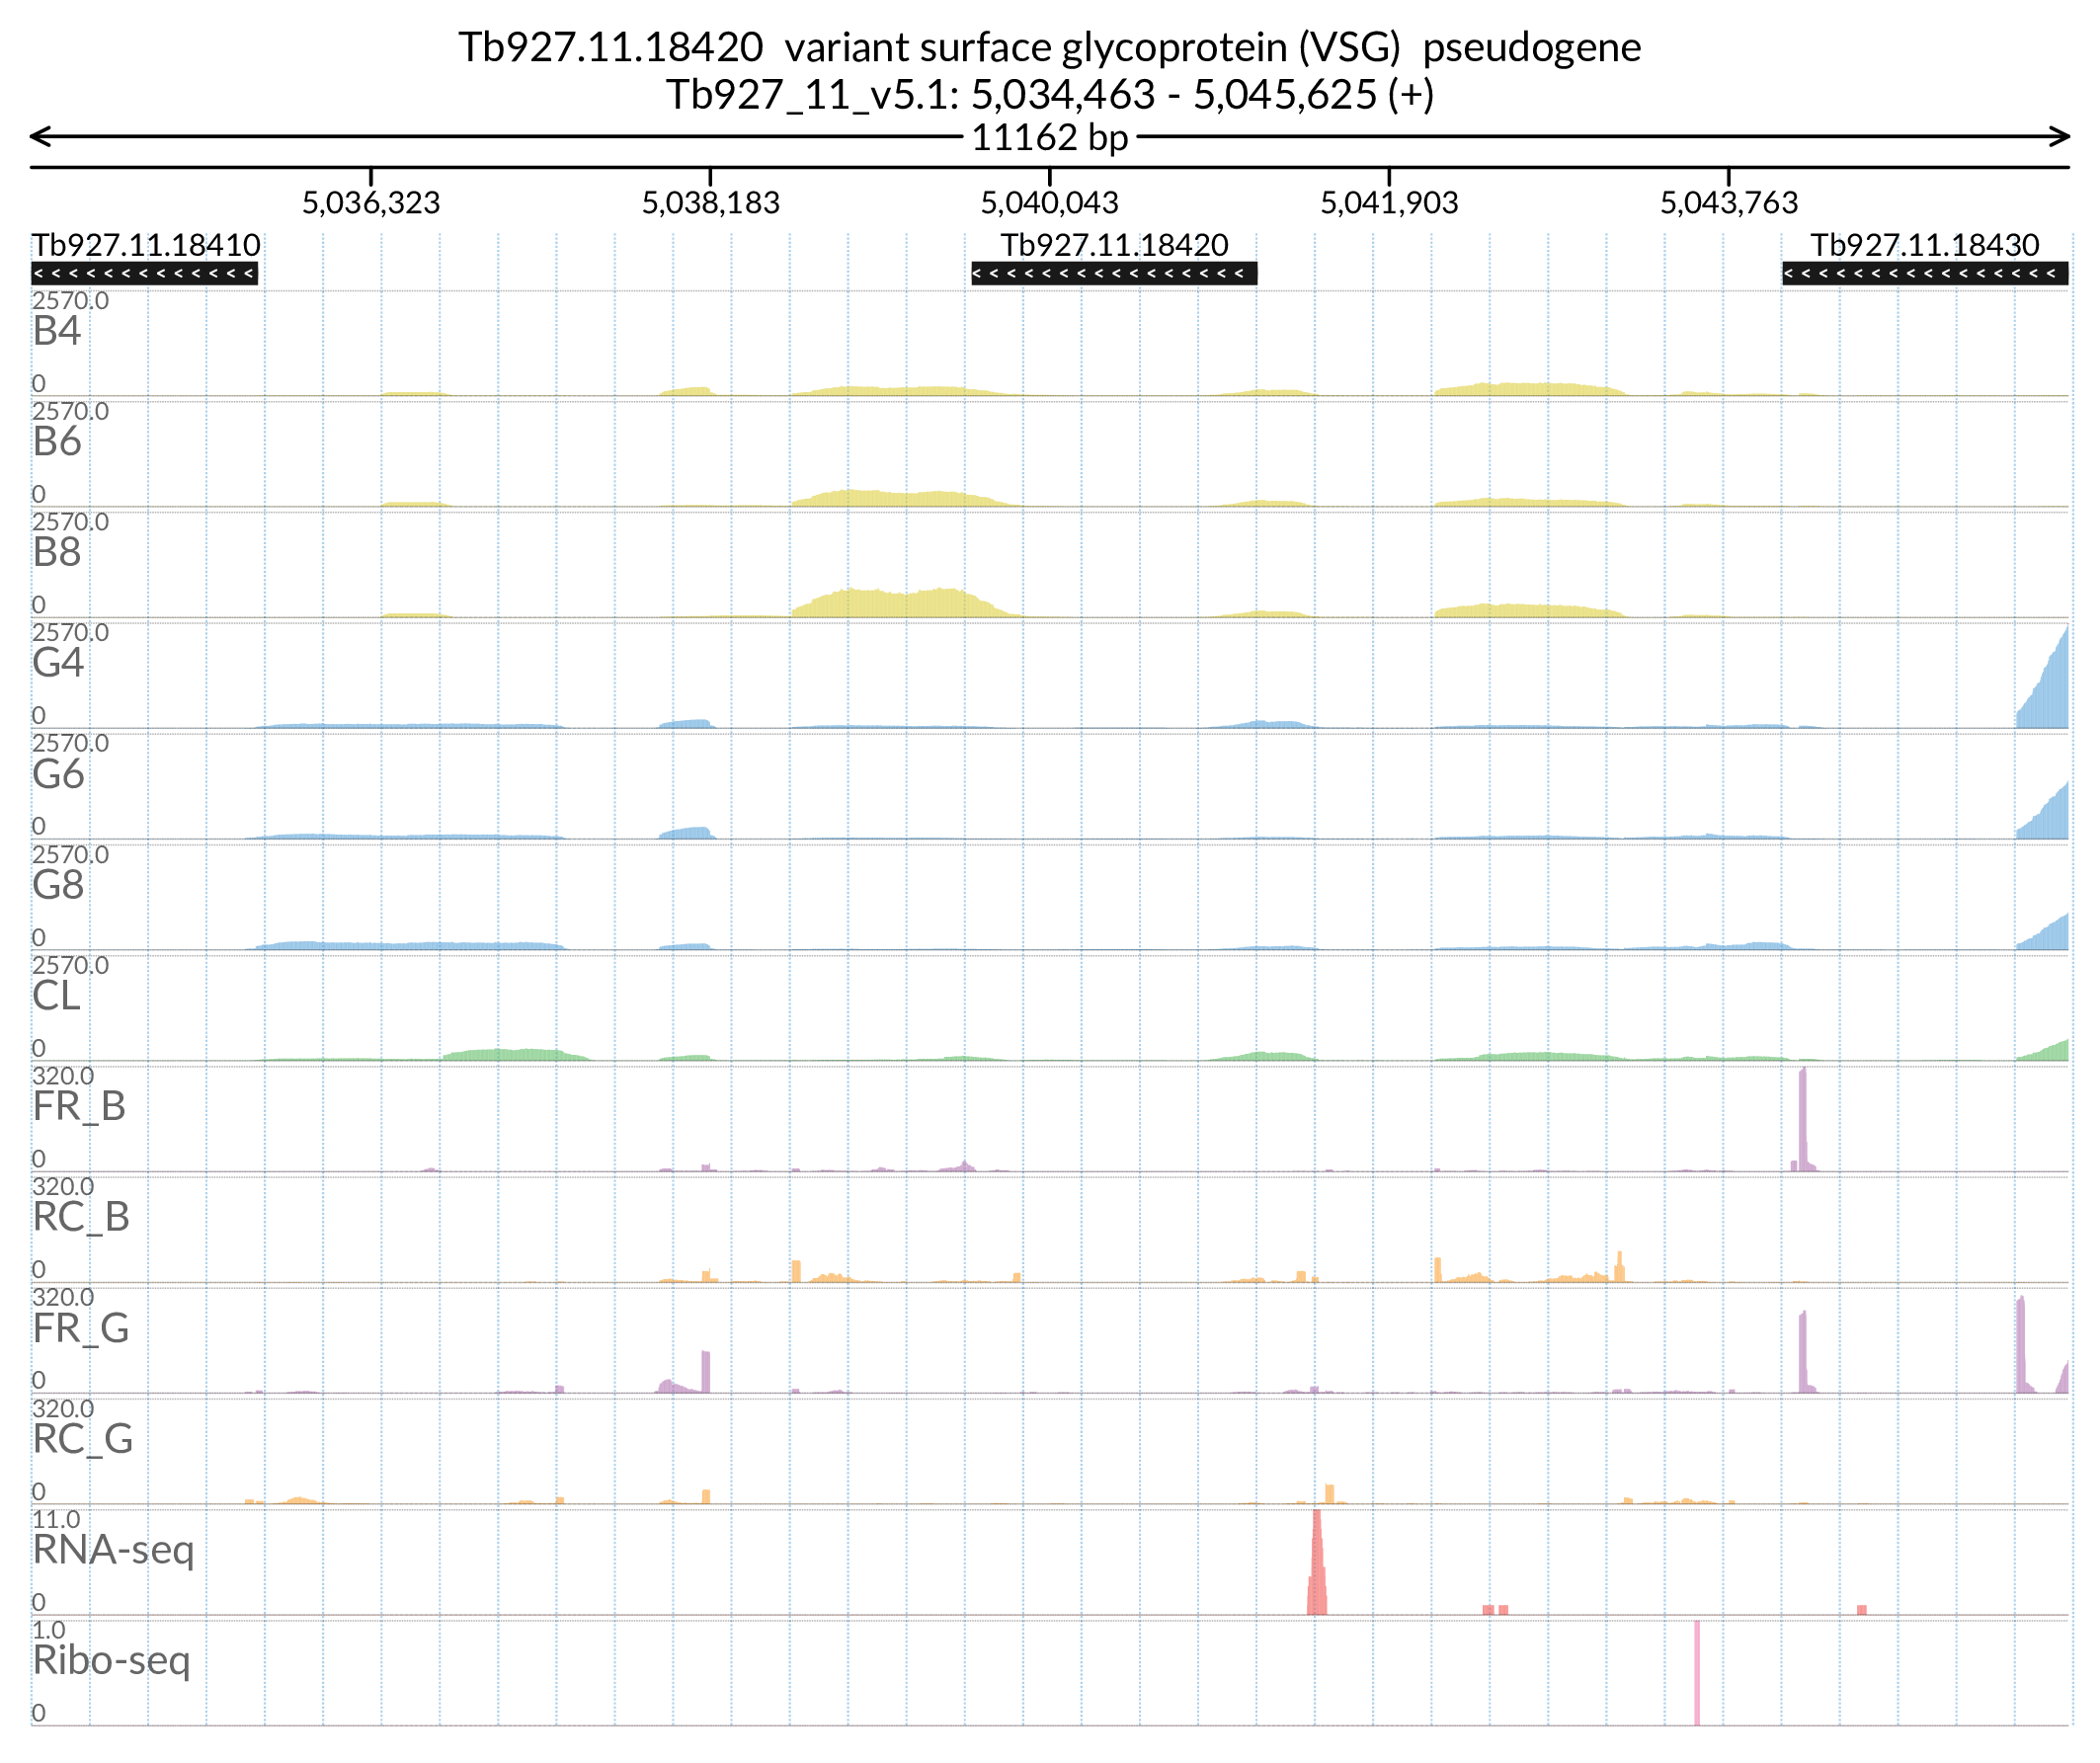 Tb927.11.18420 variant surface glycoprotein (VSG) pseudogene
Tb927_11_v5.1: 5,034,463 - 5,045,625 (+)
11162 bp
5,036,323 5,038,183 5,040,043 5,041,903 5,043,763
Tb927.11.18410 Tb927.11.18420 Tb927.11.18430
2570.0
B4
0
2570.0
B6
0
2570.0
B8
0
2570.0
G4
0
2570.0
G6
0
2570.0
G8
0
2570.0
CL
0
320.0
FR_B
0
320.0
RC_B
0
320.0
FR_G
0
320.0
RC_G
0
11.0
RNA-seq
0
1.0
Ribo-seq
0